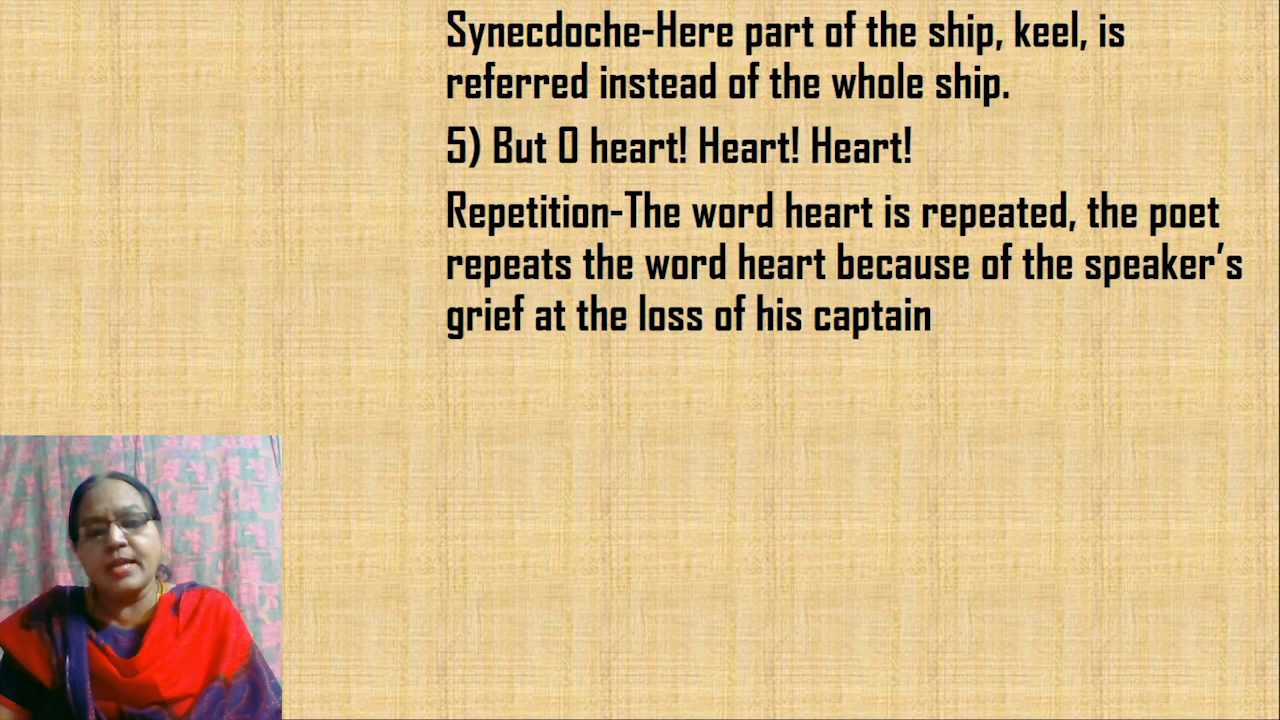 Synecdoche-Here part of the ship, keel, is
referred instead of the whole ship.
5) But O heart! Heart! Heart!
Repetition-The word heart is repeated, the poet
repeats the word heart because of the speaker’s
grief at the loss of his captain